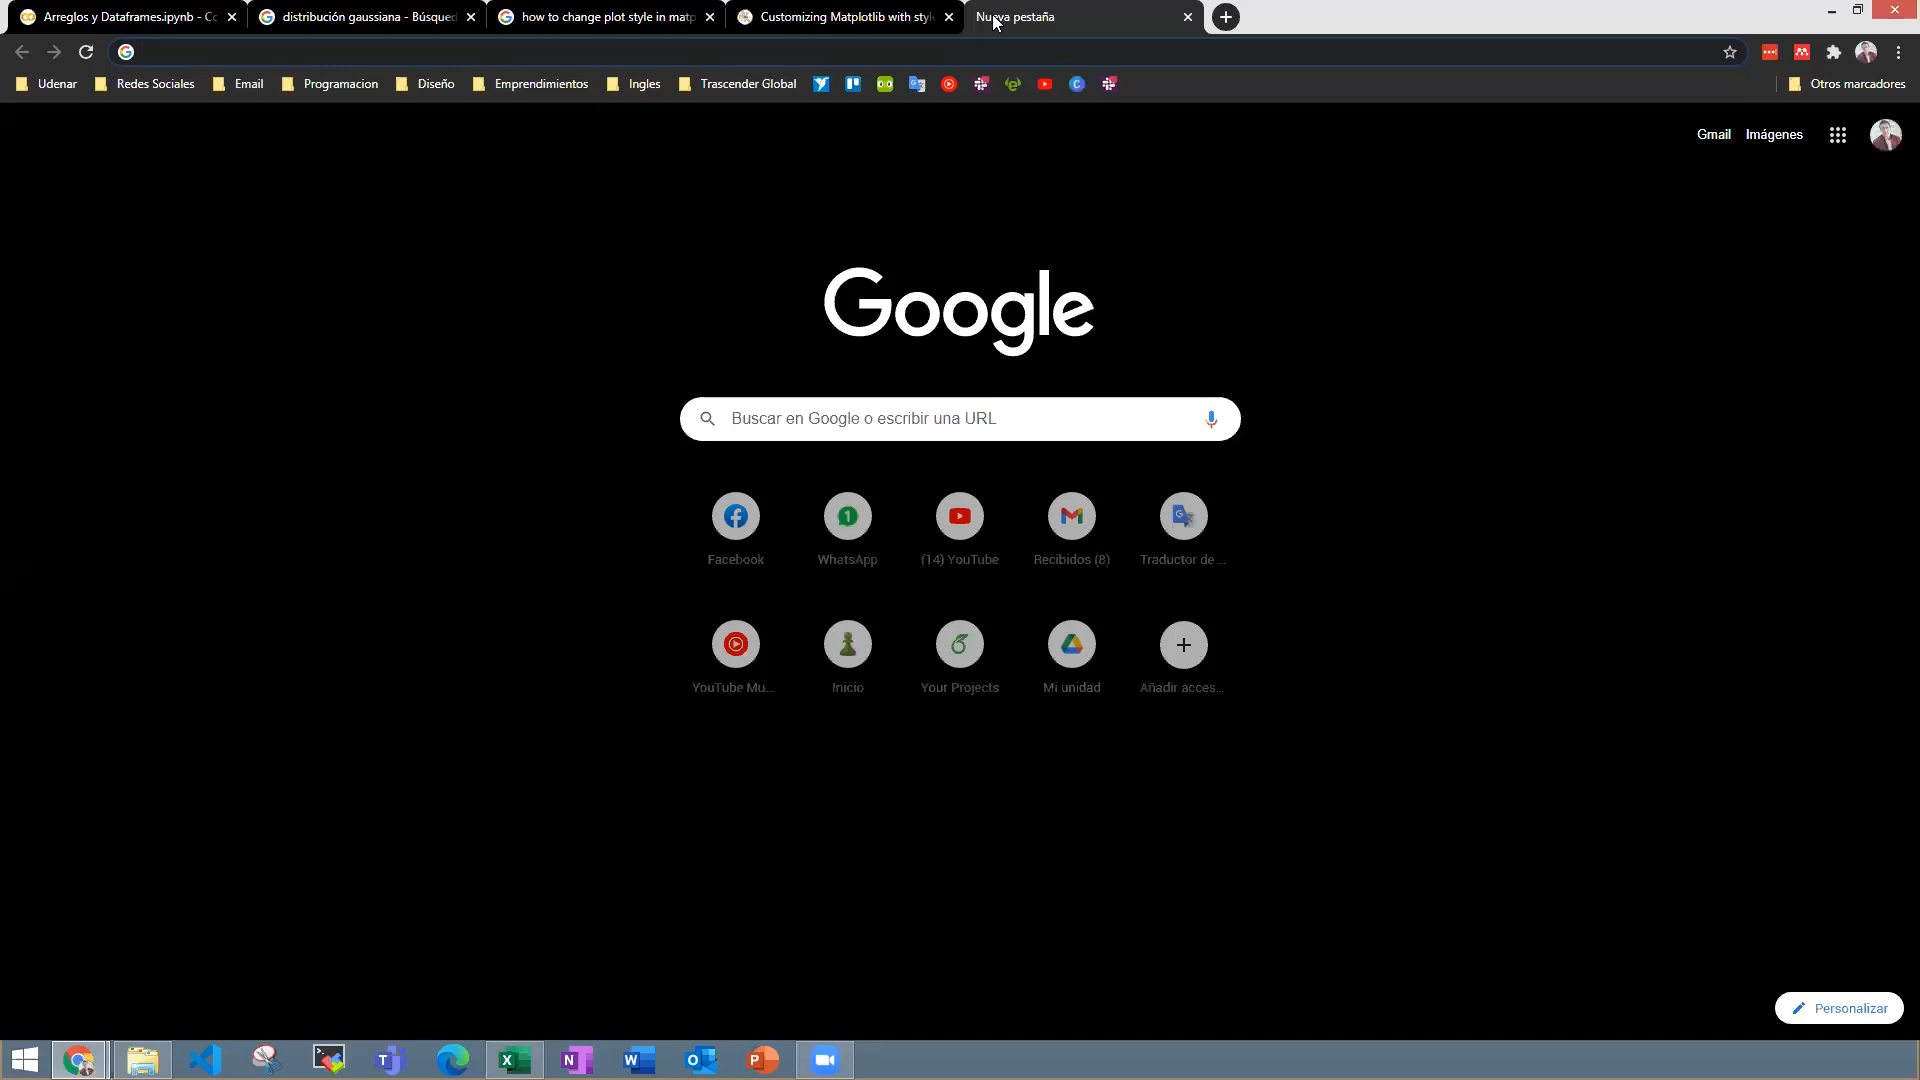 Arreglos y Dataframes.ipynb - Cc
distribución gaussiana - Búsqued
how to change plot style in matp
Customizing Matplotlib with styl
Nueva pestaña
Udenar
Redes Sociales
Email
Programacion
Diseño
Emprendimientos
Ingles
Trascender Global
Otros marcadores
Gmail
Imágenes
Google
Buscar en Google o escribir una URL
Facebook
WhatsApp
(14) YouTube
Recibidos (8)
Traductor de ...
YouTube Mu...
Inicio
Your Projects
Mi unidad
Añadir acces...
Personalizar